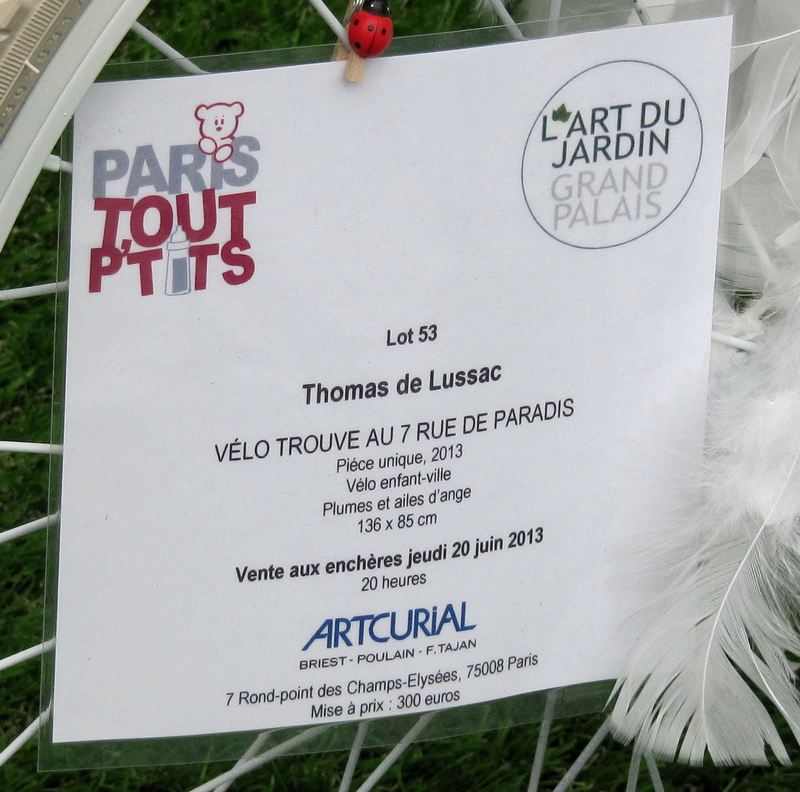 PARIS
TOUT
P'TITS
L'ART DU
JARDIN
GRAND
PALAIS
Lot 53
Thomas de Lussac
VÉLO TROUVE AU 7 RUE DE PARADIS
Piéce unique, 2013
Vélo enfant-ville
Plumes et ailes d'ange
136 x 85 cm
Vente aux enchères jeudi 20 juin 2013
20 heures
ARTCURIAL
BRIEST - POULAIN - F. TAJAN
7 Rond-point des Champs-Elysées, 75008 Paris
Mise à prix : 300 euros